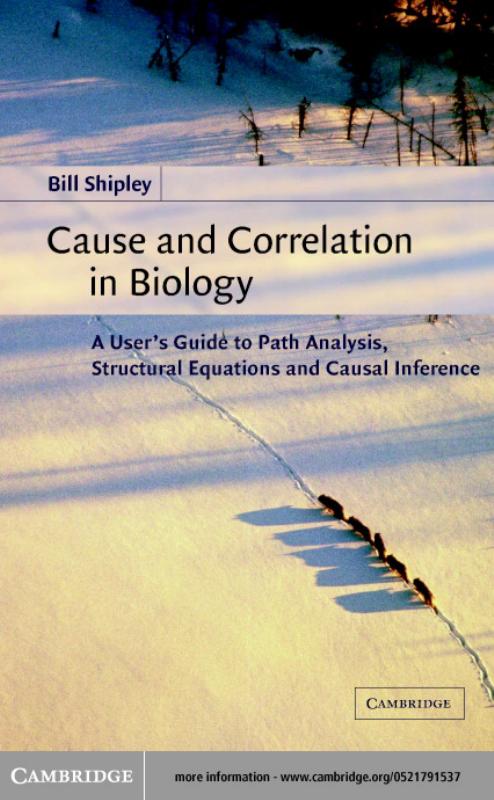 Bill Shipley
Cause and Correlation
in Biology
A User's Guide to Path Analysis,
Structural Equations and Causal Inference
CAMBRIDGE
CAMBRIDGE
more information - www.cambridge.org/0521791537